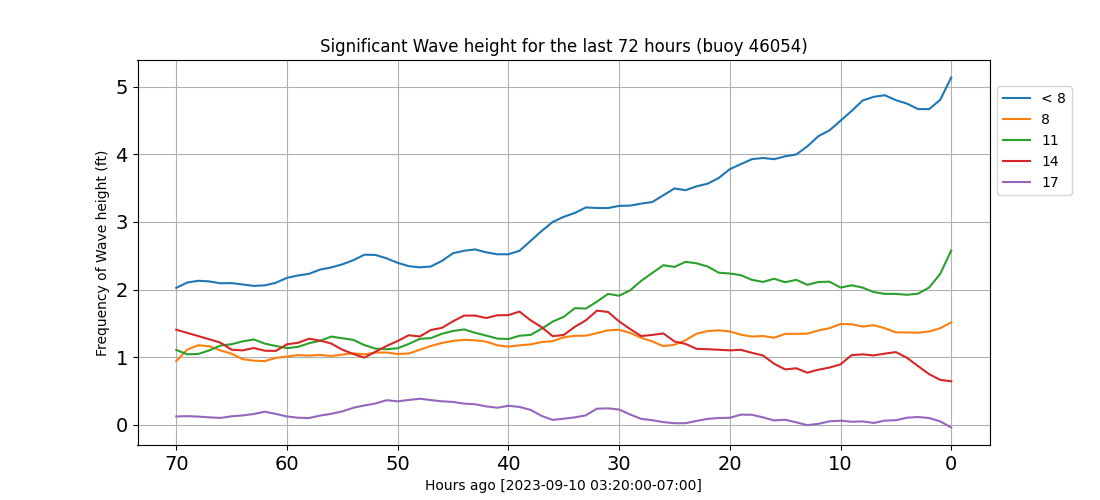 Significant Wave height for the last 72 hours (buoy 46054)
Frequency of Wave height (ft)
5
4
3
2
1
0
70 60 50 40 30 20 10 0
Hours ago [2023-09-10 03:20:00-07:00]
< 8
8
11
14
17